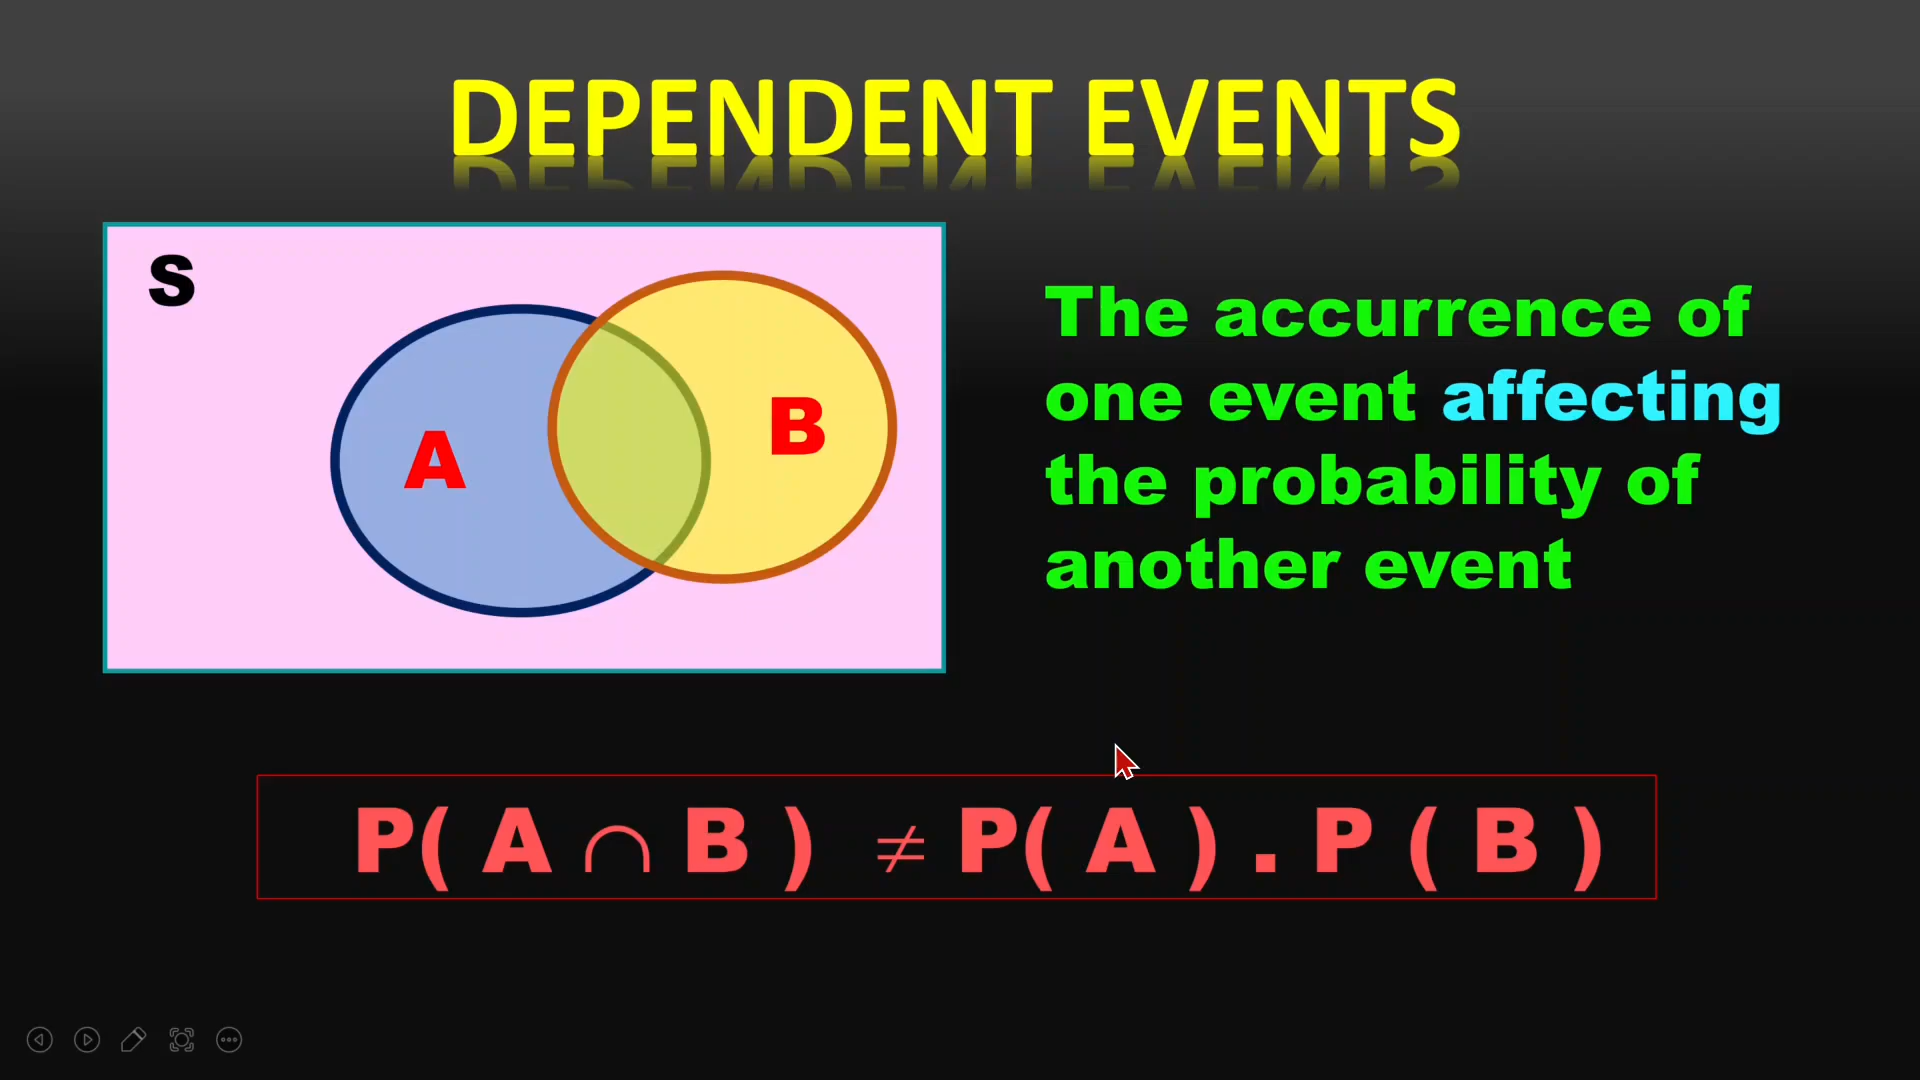 DEPENDENT EVENTS
S
A
B
The accurrence of
one event affecting
the probability of
another event
P( A ∩ B ) ≠ P( A ) . P ( B )